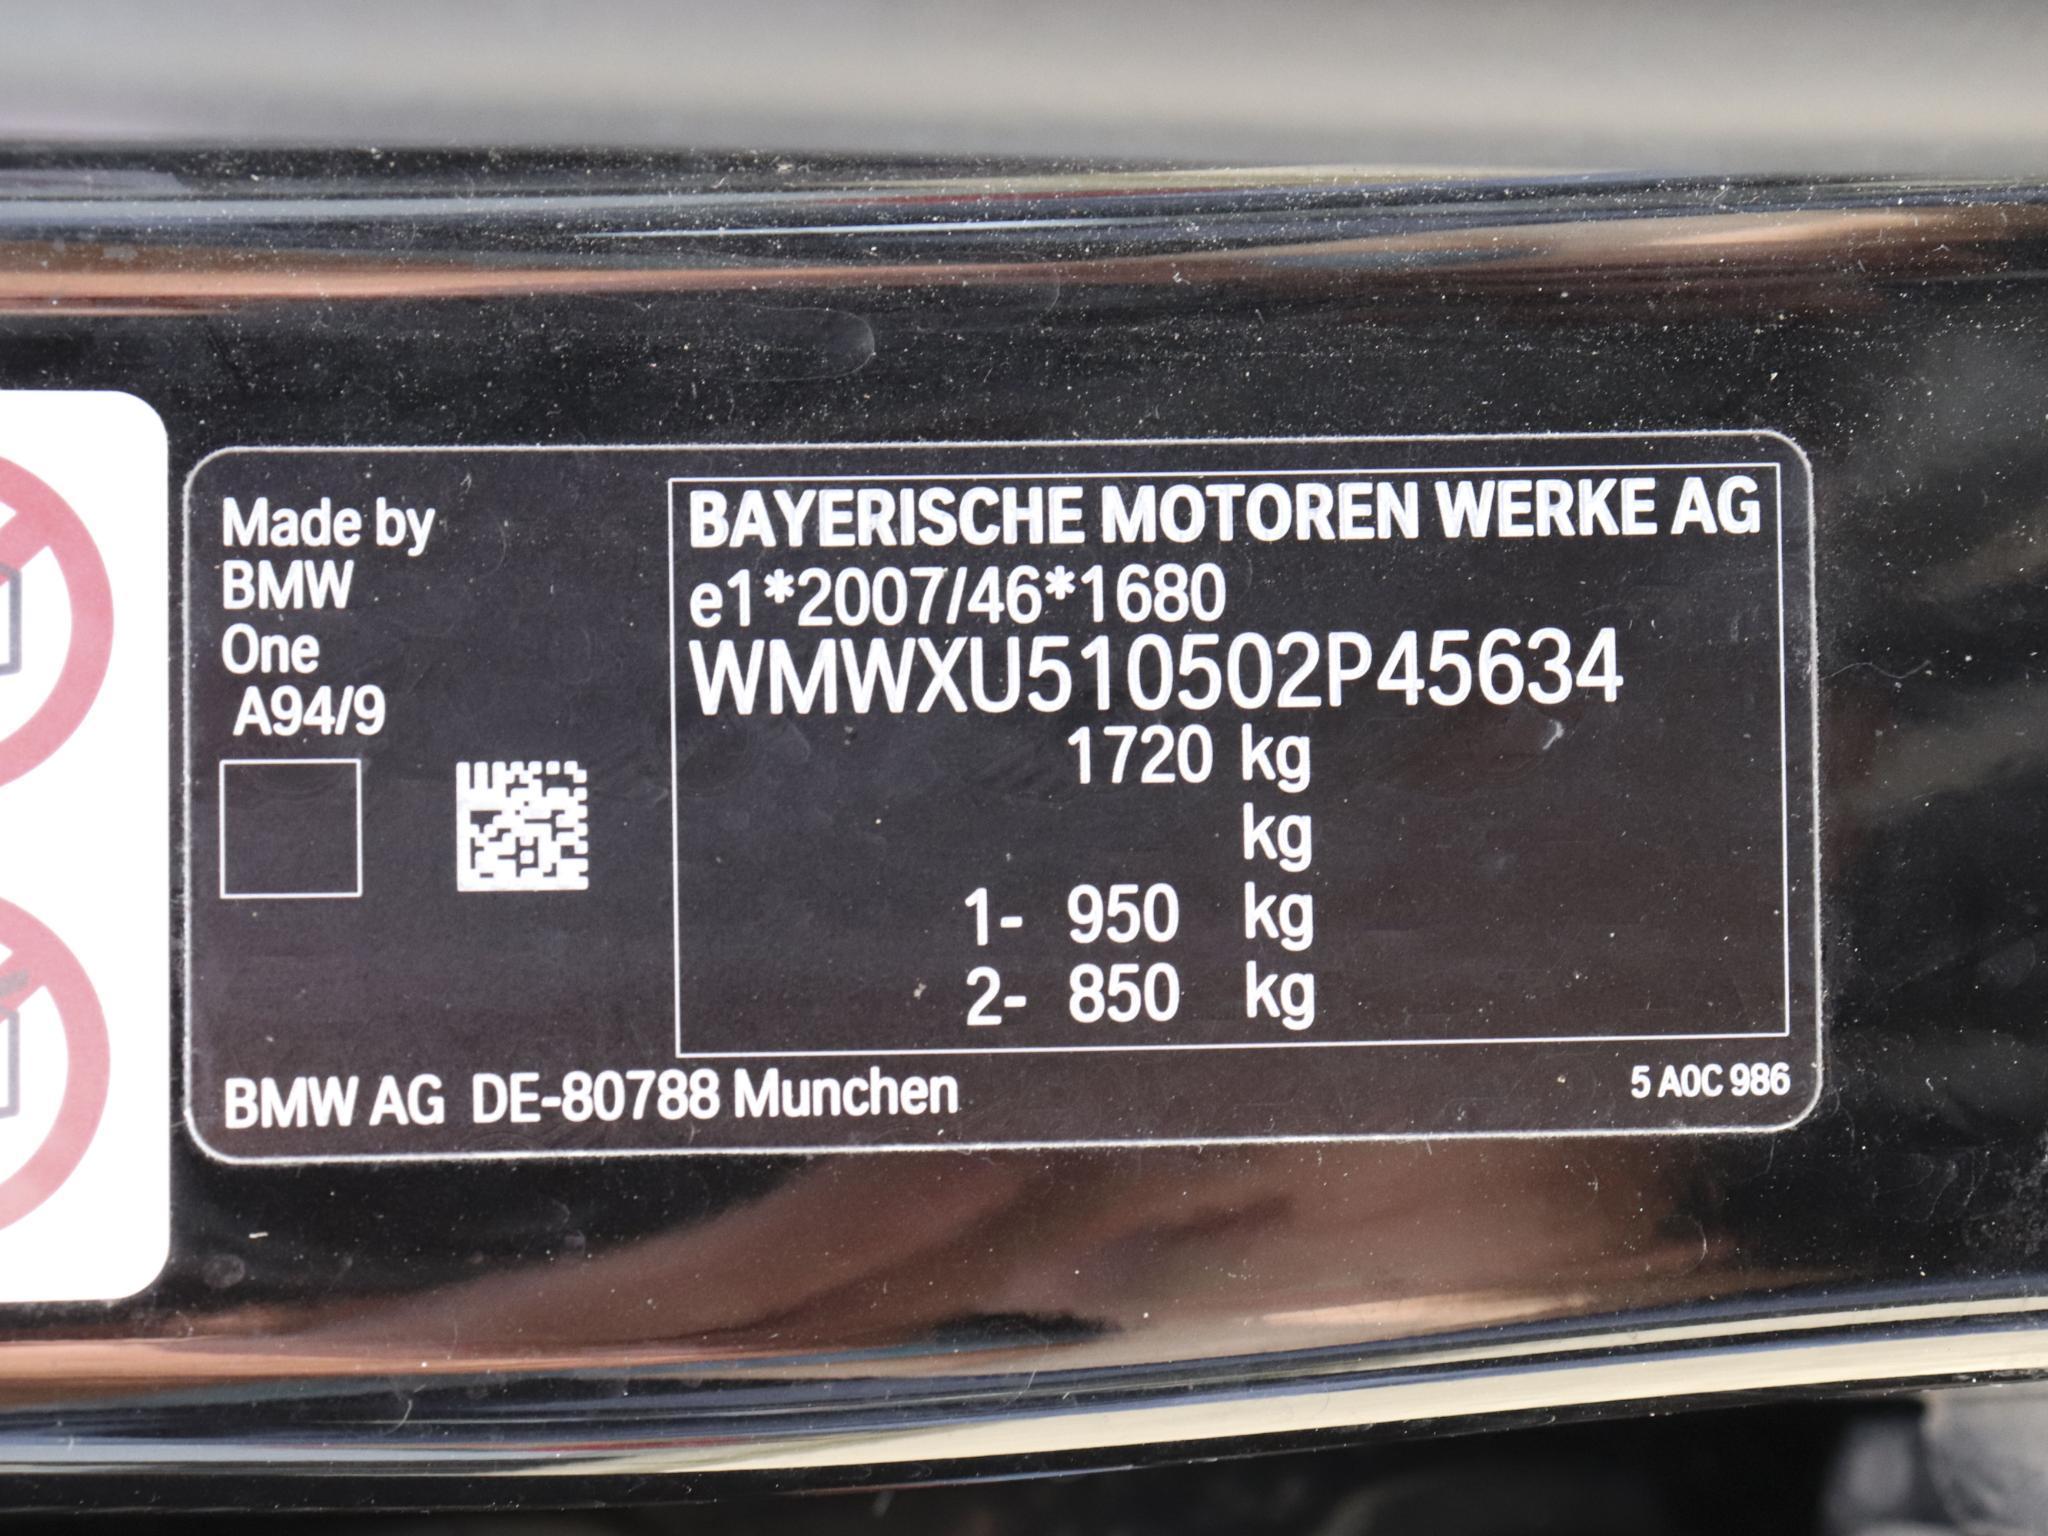 Made by
BMW
One
A94/9
BAYERISCHE MOTOREN WERKE AG
e1*2007/46*1680
WMWXU510502P45634
1720 kg
kg
1- 950 kg
2- 850 kg
BMW AG DE-80788 Munchen
5 A0C 986